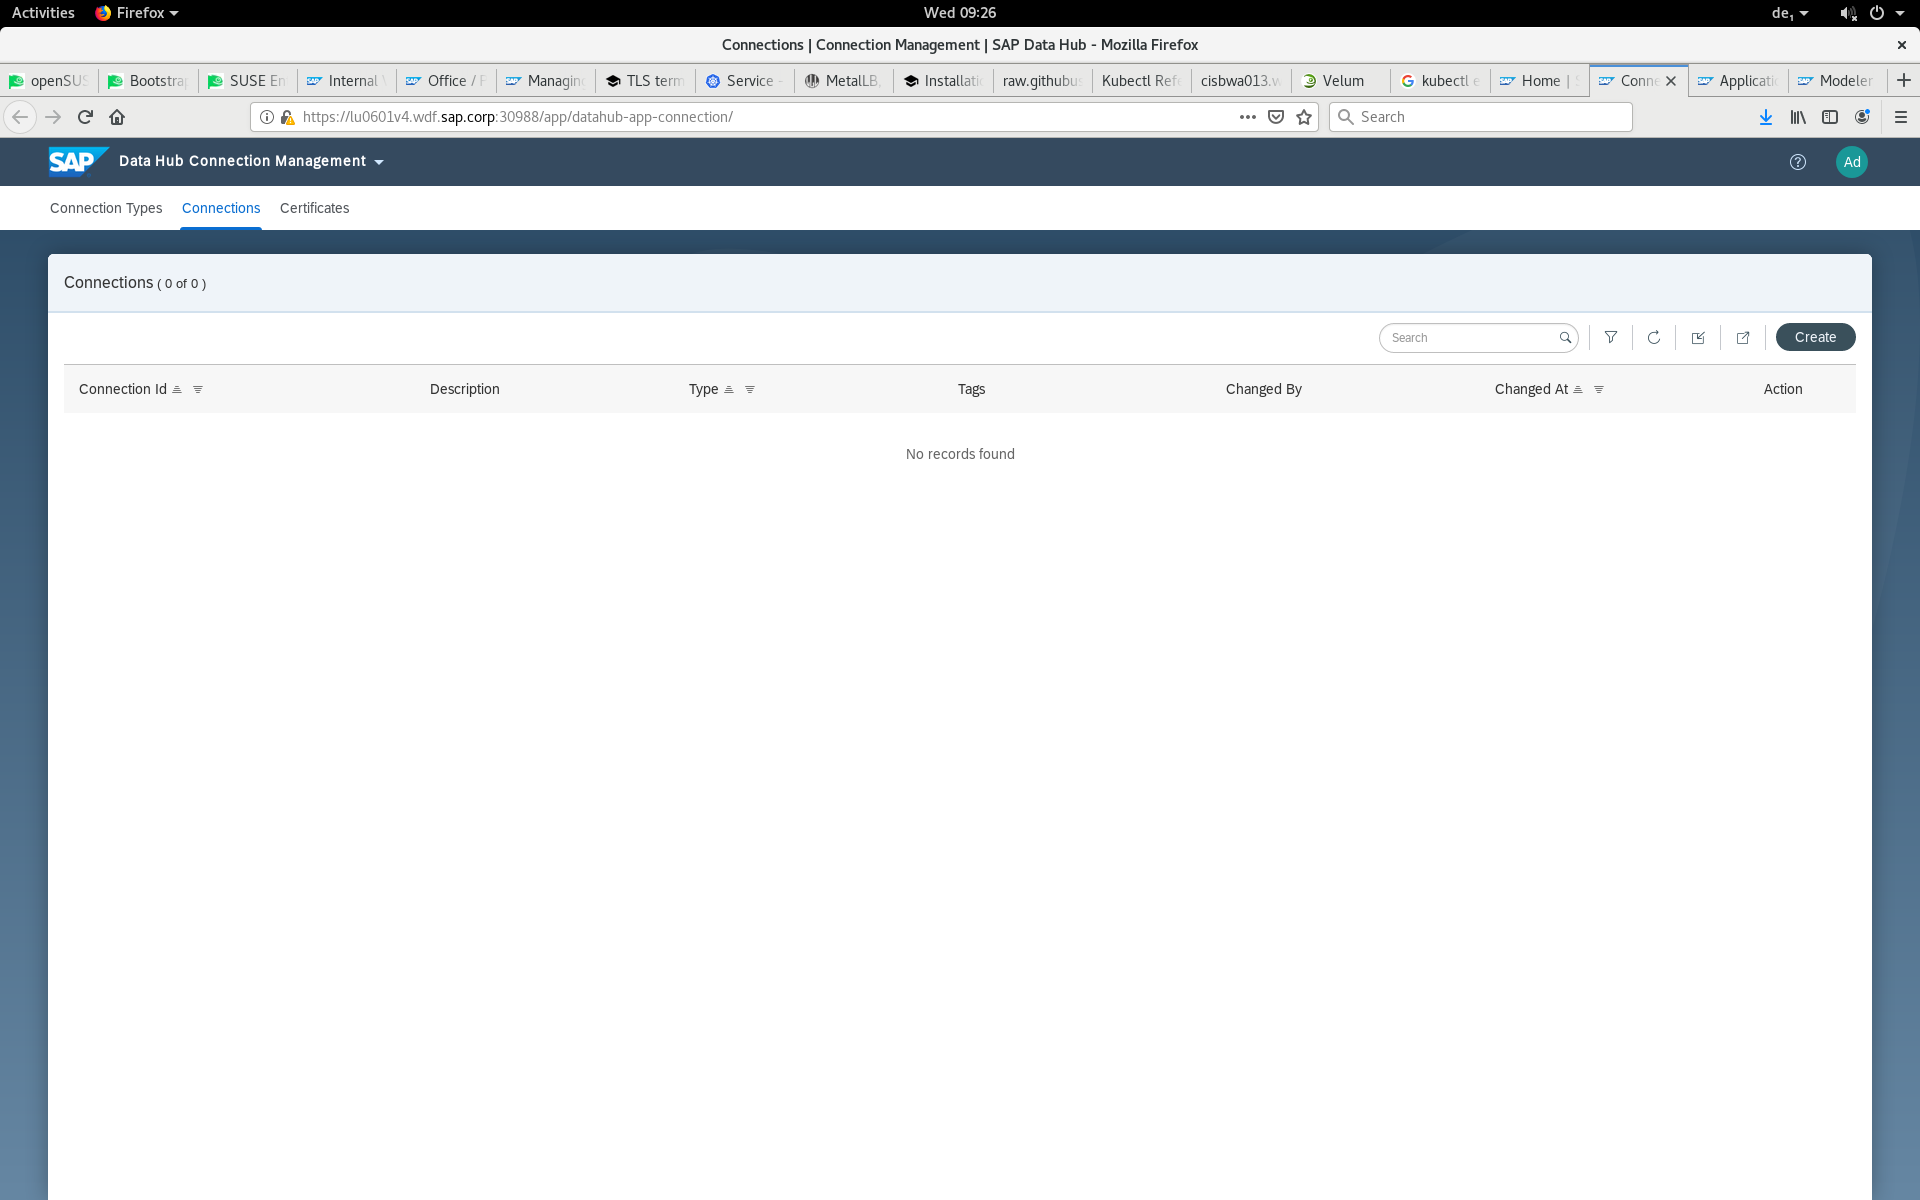 Activities Firefox Wed 09:26 de₁
Connections | Connection Management | SAP Data Hub - Mozilla Firefox
openSUS Bootstra SUSE En Internal Office / Managin TLS term Service - MetalLB, Installati raw.githubu Kubectl Ref cisbwa013. Velum kubectl e Home | Conne Applicati Modeler
https://lu0601v4.wdf.sap.corp:30988/app/datahub-app-connection/ Search
SAP Data Hub Connection Management Ad
Connection Types Connections Certificates
Connections ( 0 of 0 )
Search Create
Connection Id Description Type Tags Changed By Changed At Action
No records found